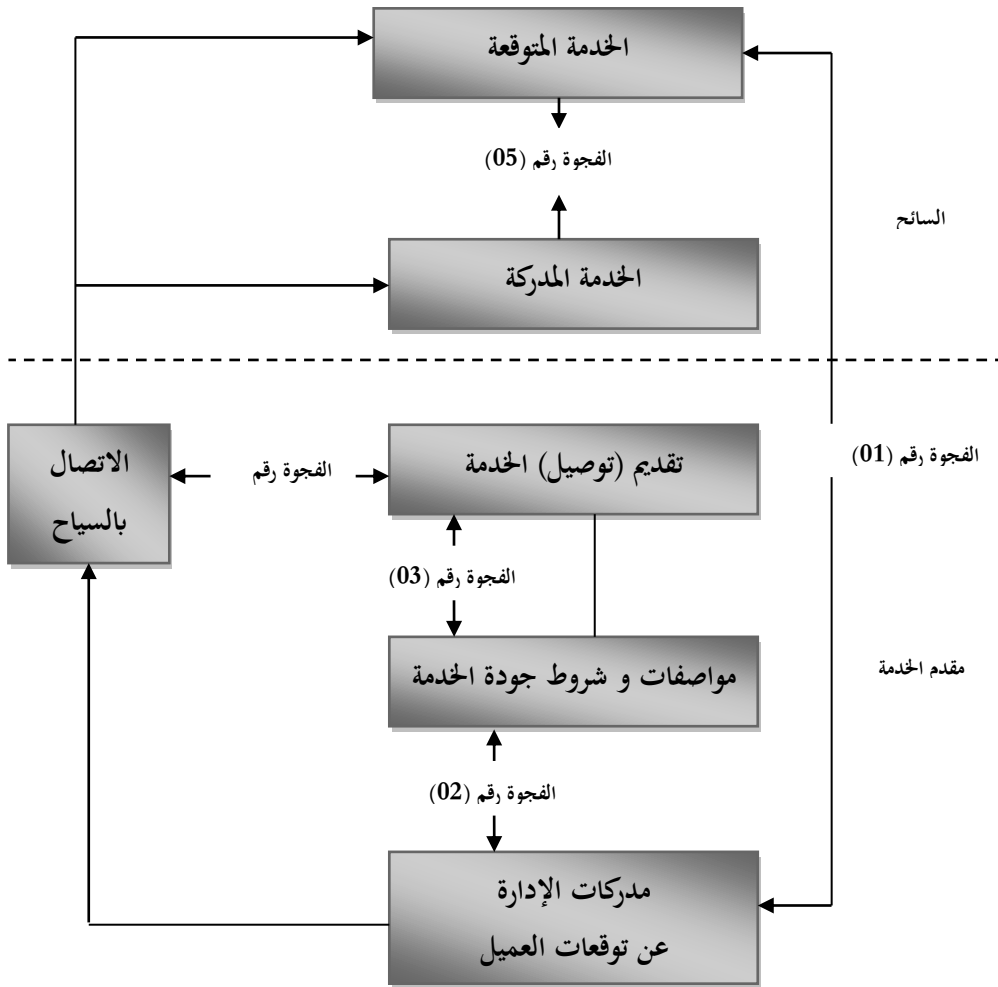 الخدمة المتوقعة
الفجوة رقم (05)
السائح
الخدمة المدركة
الاتصال
بالسياح
الفجوة رقم
تقديم (توصيل) الخدمة
الفجوة رقم (01)
الفجوة رقم (03)
مواصفات و شروط جودة الخدمة
مقدم الخدمة
الفجوة رقم (02)
مدركات الإدارة
عن توقعات العميل